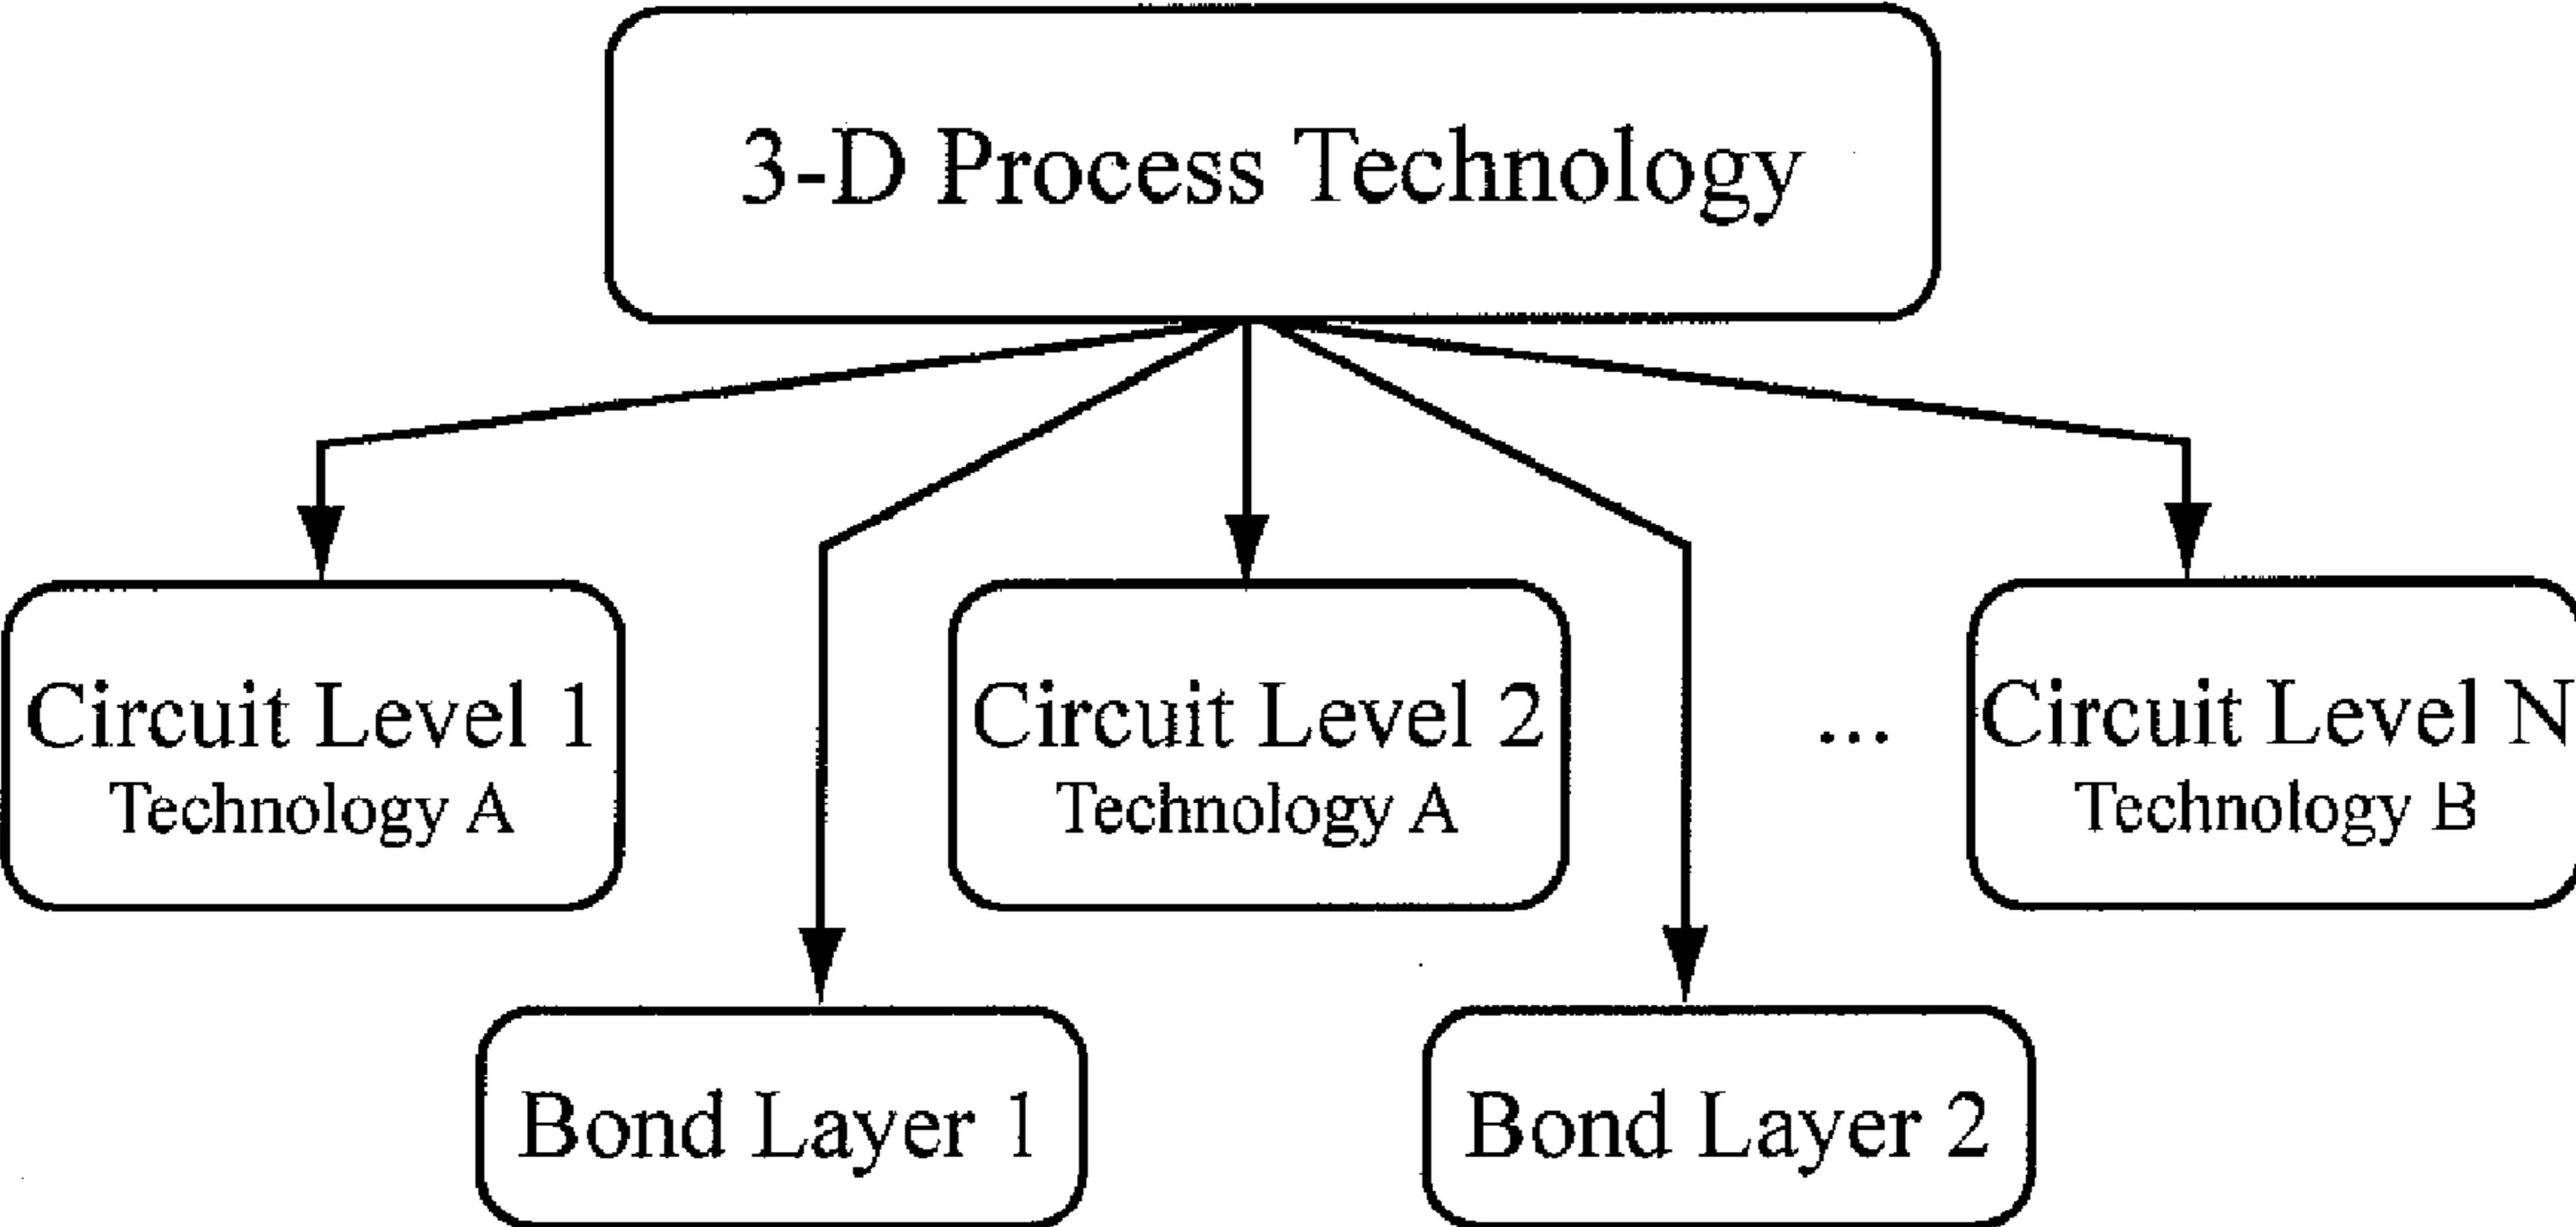 3-D Process Technology
Circuit Level 1
Technology A
Circuit Level 2
Technology A
...
Circuit Level N
Technology B
Bond Layer 1
Bond Layer 2